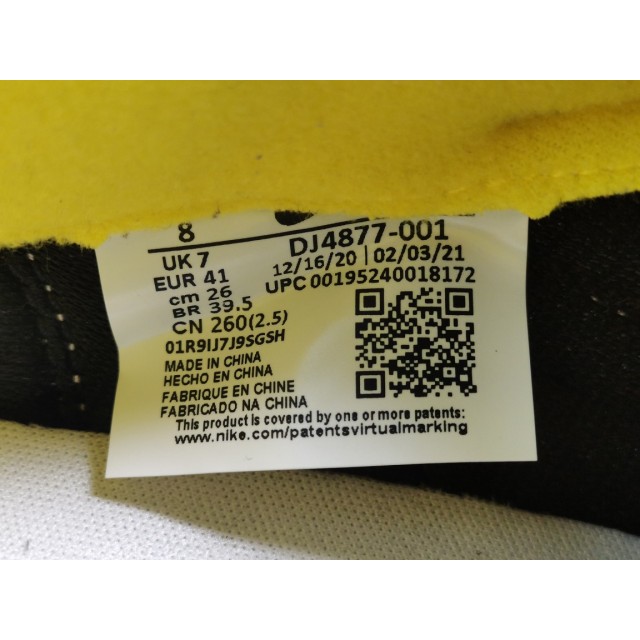 8
UK 7
EUR 41
cm 26
BR 39.5
CN 260(2.5)
01R9IJ7J9SGSH
MADE IN CHINA
HECHO EN CHINA
FABRIQUE EN CHINE
FABRICADO NA CHINA
DJ4877-001
12/16/20 | 02/03/21
UPC 00195240018172
This product is covered by one or more patents:
www.nike.com/patentsvirtualmarking